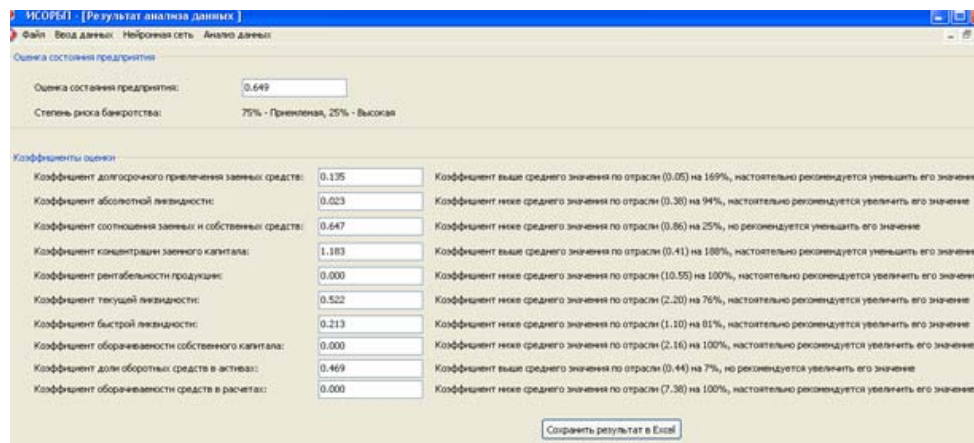 ИСОРБП - [Результат анализа данных ]
Файл Ввод данных Нейронная сеть Анализ данных
Оценка состояния предприятия
Оценка состояния предприятия: 0.649
Степень риска банкротства: 75% - Приемлемая, 25% - Высокая
Коэффициенты оценки
Коэффициент долгосрочного привлечения заемных средств: 0.135 Коэффициент выше среднего значения по отрасли (0.05) на 169%, настоятельно рекомендуется уменьшить его значение
Коэффициент абсолютной ликвидности: 0.023 Коэффициент ниже среднего значения по отрасли (0.38) на 94%, настоятельно рекомендуется увеличить его значение
Коэффициент соотношения заемных и собственных средств: 0.647 Коэффициент ниже среднего значения по отрасли (0.86) на 25%, но рекомендуется уменьшить его значение
Коэффициент концентрации заемного капитала: 1.183 Коэффициент выше среднего значения по отрасли (0.41) на 188%, настоятельно рекомендуется уменьшить его значение
Коэффициент рентабельности продукции: 0.000 Коэффициент ниже среднего значения по отрасли (10.55) на 100%, настоятельно рекомендуется увеличить его значени
Коэффициент текущей ликвидности: 0.522 Коэффициент ниже среднего значения по отрасли (2.20) на 76%, настоятельно рекомендуется увеличить его значение
Коэффициент быстрой ликвидности: 0.213 Коэффициент ниже среднего значения по отрасли (1.10) на 81%, настоятельно рекомендуется увеличить его значение
Коэффициент оборачиваемости собственного капитала: 0.000 Коэффициент ниже среднего значения по отрасли (2.16) на 100%, настоятельно рекомендуется увеличить его значение
Коэффициент доли оборотных средств в активах: 0.469 Коэффициент выше среднего значения по отрасли (0.44) на 7%, но рекомендуется увеличить его значение
Коэффициент оборачиваемости средств в расчетах: 0.000 Коэффициент ниже среднего значения по отрасли (7.38) на 100%, настоятельно рекомендуется увеличить его значение
Сохранить результат в Excel